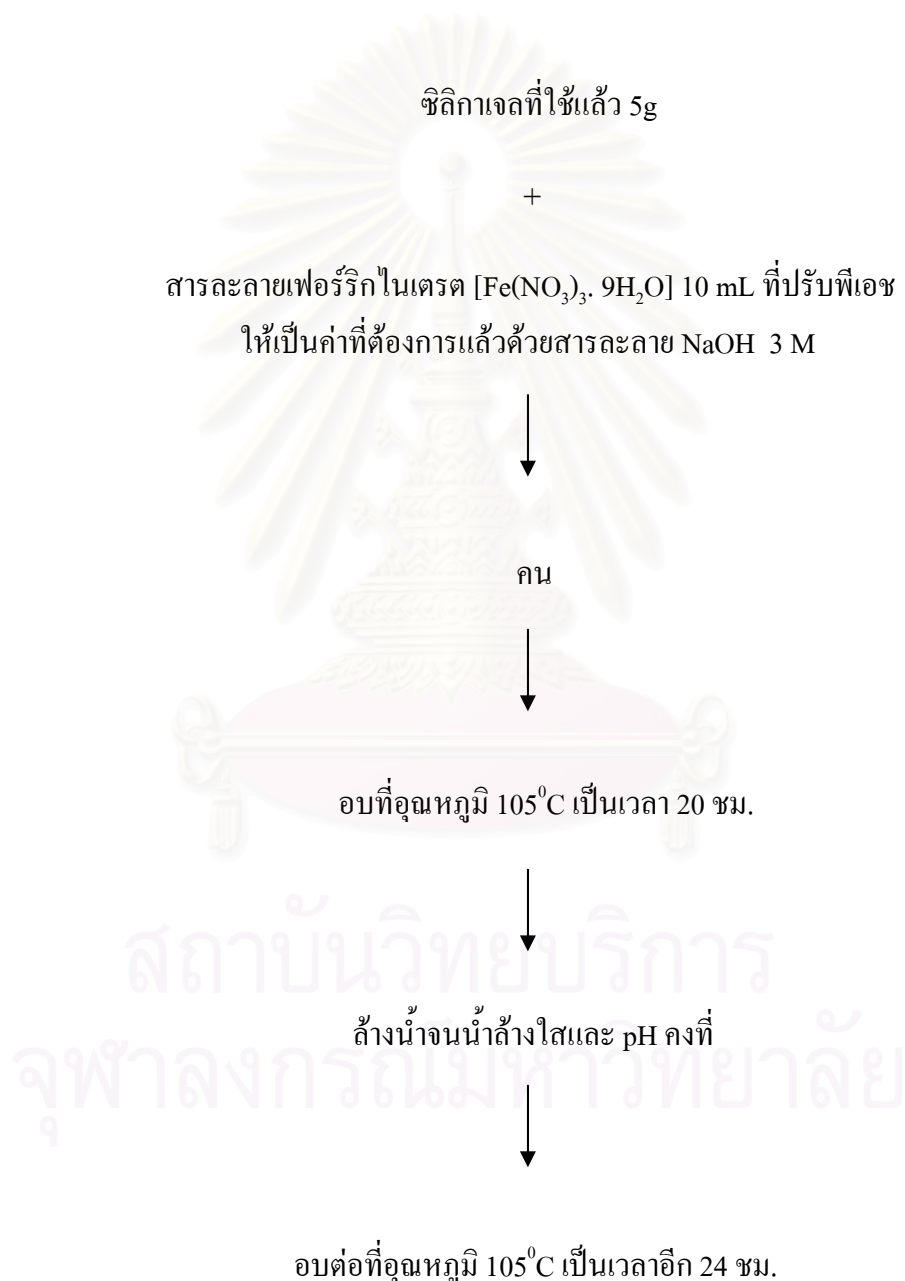 ซิลิกาเจลที่ใช้แล้ว 5g
+
สารละลายเฟอร์ริกไนเตรต [Fe(NO₃)₃. 9H₂O] 10 mL ที่ปรับพีเอช
ให้เป็นค่าที่ต้องการแล้วด้วยสารละลาย NaOH 3 M
คน
อบที่อุณหภูมิ 105⁰C เป็นเวลา 20 ชม.
สถาบันวิทยบริการ
ล้างน้ำจนน้ำล้างใสและ pH คงที่
จุฬาลงกรณ์มหาวิทยาลัย
อบต่อที่อุณหภูมิ 105⁰C เป็นเวลาอีก 24 ชม.